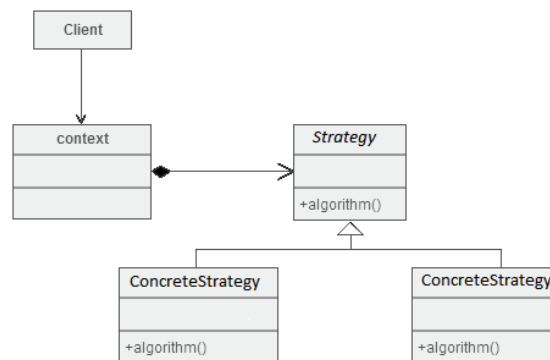 Client
context
Strategy
+algorithm()
ConcreteStrategy
ConcreteStrategy
+algorithm()
+algorithm()